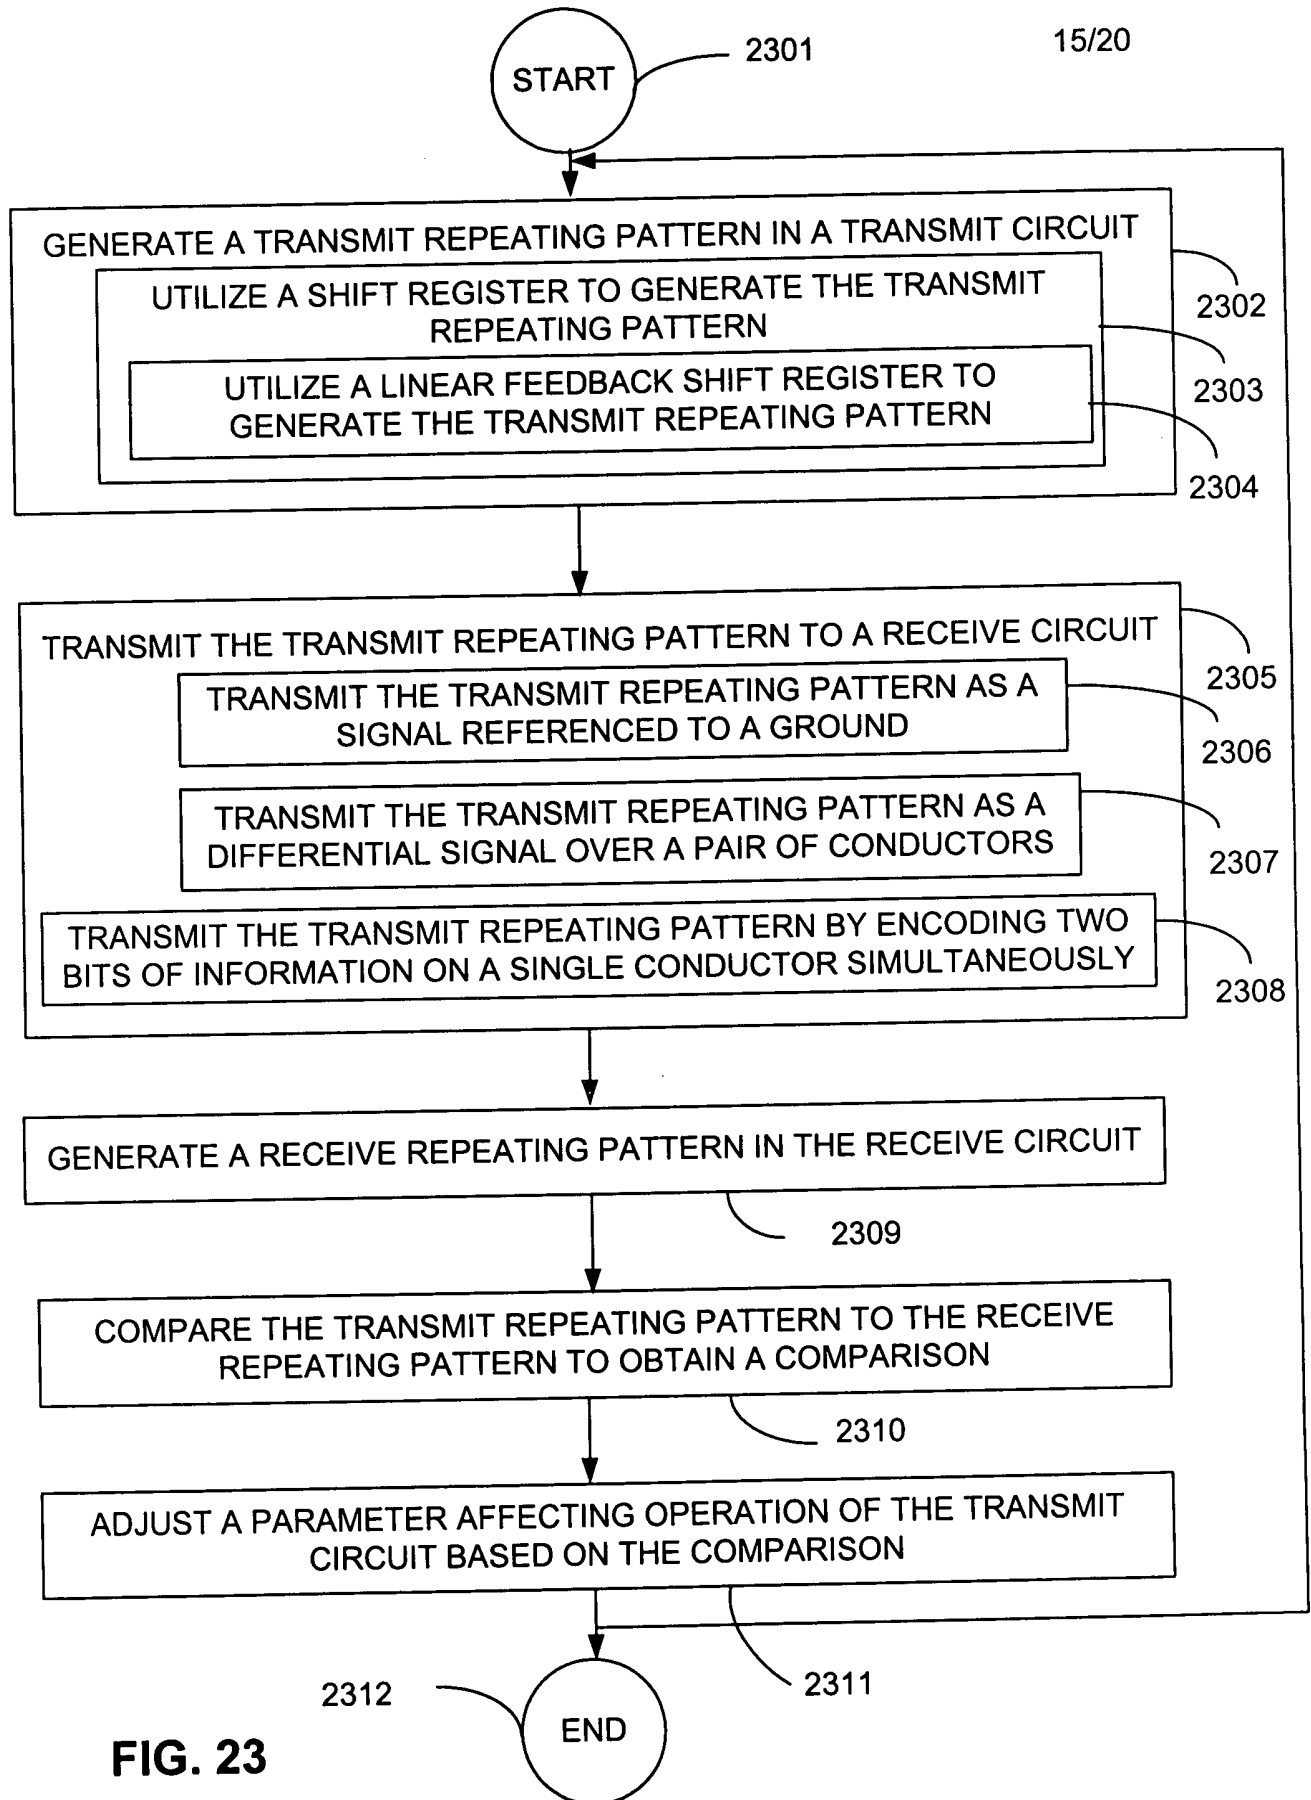 15/20
START
2301
GENERATE A TRANSMIT REPEATING PATTERN IN A TRANSMIT CIRCUIT
2302
UTILIZE A SHIFT REGISTER TO GENERATE THE TRANSMIT
REPEATING PATTERN
2303
UTILIZE A LINEAR FEEDBACK SHIFT REGISTER TO
GENERATE THE TRANSMIT REPEATING PATTERN
2304
TRANSMIT THE TRANSMIT REPEATING PATTERN TO A RECEIVE CIRCUIT
2305
TRANSMIT THE TRANSMIT REPEATING PATTERN AS A
SIGNAL REFERENCED TO A GROUND
2306
TRANSMIT THE TRANSMIT REPEATING PATTERN AS A
DIFFERENTIAL SIGNAL OVER A PAIR OF CONDUCTORS
2307
TRANSMIT THE TRANSMIT REPEATING PATTERN BY ENCODING TWO
BITS OF INFORMATION ON A SINGLE CONDUCTOR SIMULTANEOUSLY
2308
GENERATE A RECEIVE REPEATING PATTERN IN THE RECEIVE CIRCUIT
2309
COMPARE THE TRANSMIT REPEATING PATTERN TO THE RECEIVE
REPEATING PATTERN TO OBTAIN A COMPARISON
2310
ADJUST A PARAMETER AFFECTING OPERATION OF THE TRANSMIT
CIRCUIT BASED ON THE COMPARISON
2311
2312
END
FIG. 23